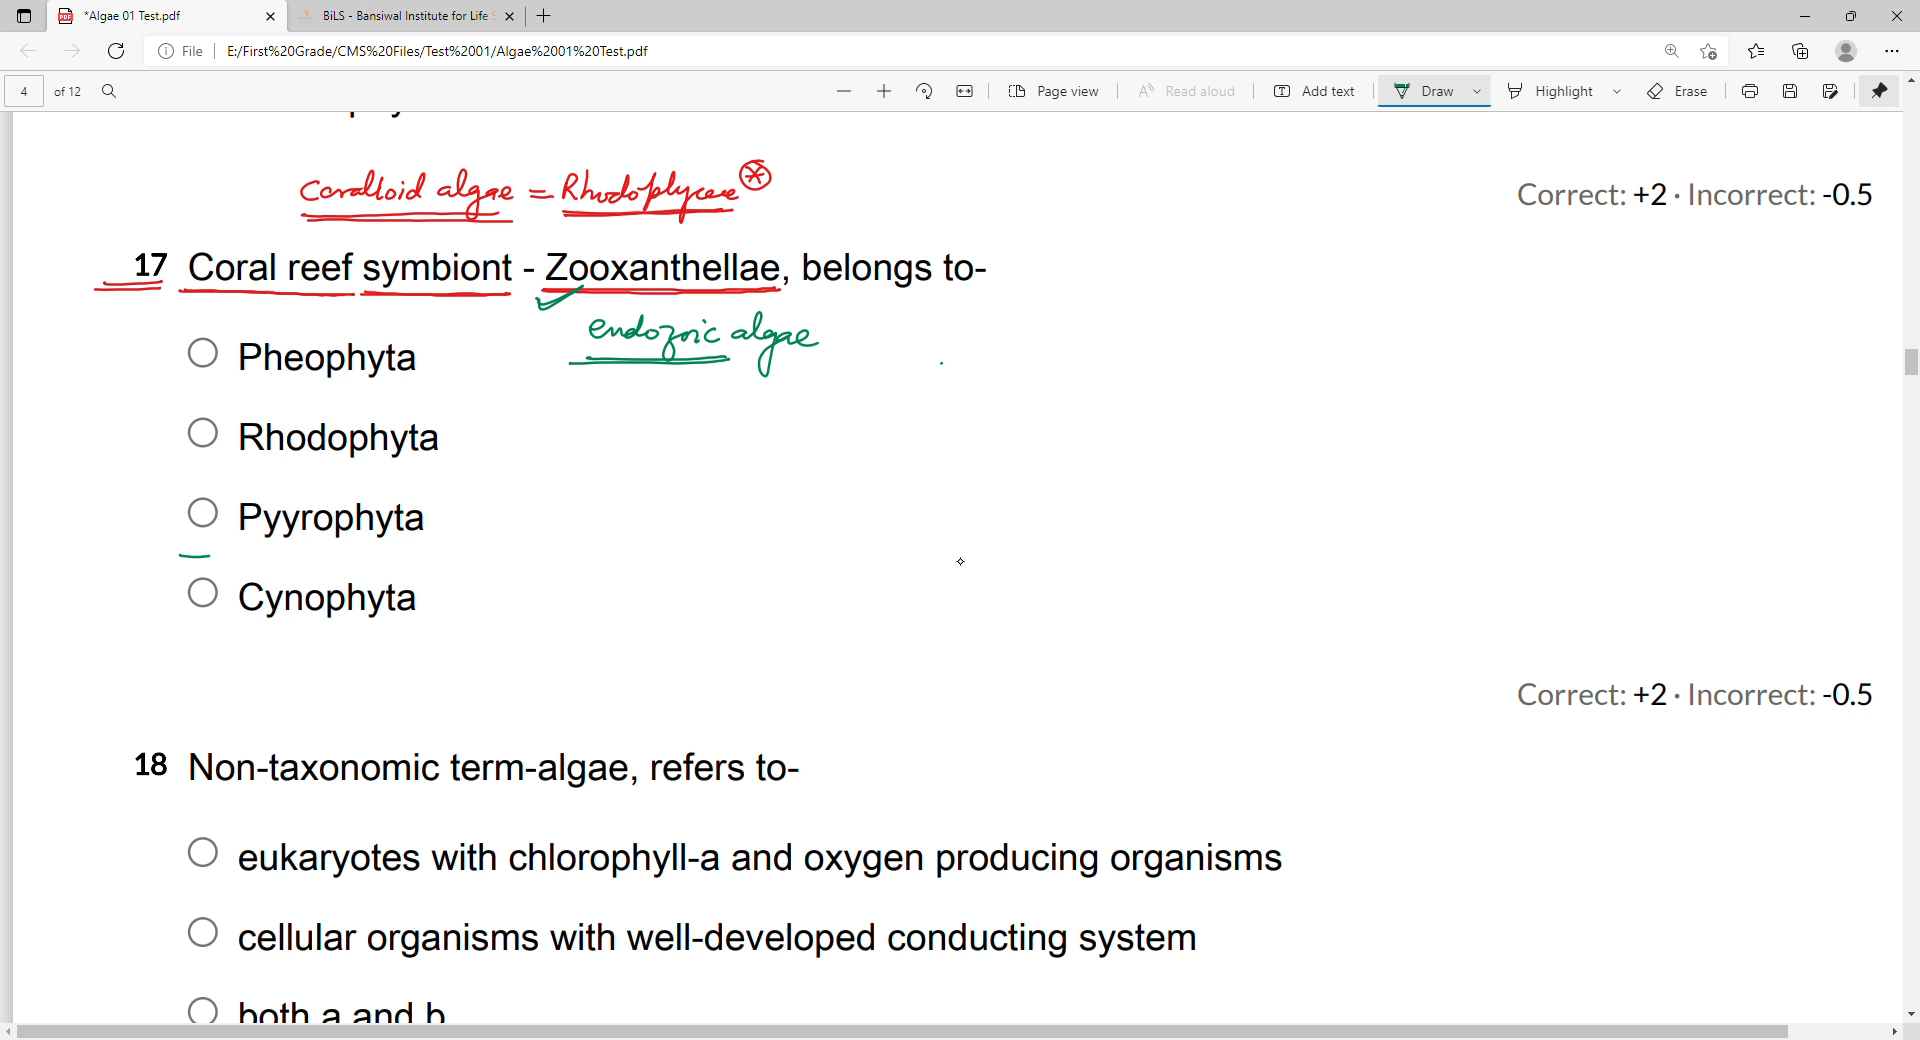 *Algae 01 Test.pdf
BiLS - Bansiwal Institute for Life S
File E:/First%20Grade/CMS%20Files/Test%2001/Algae%2001%20Test.pdf
4 of 12 Page view Read aloud Add text Draw Highlight Erase
Coralloid algae = Rhodophyceae
Correct: +2 · Incorrect: -0.5
17 Coral reef symbiont - Zooxanthellae, belongs to-
endozoic algae
Pheophyta
Rhodophyta
Pyyrophyta
Cynophyta
Correct: +2 · Incorrect: -0.5
18 Non-taxonomic term-algae, refers to-
eukaryotes with chlorophyll-a and oxygen producing organisms
cellular organisms with well-developed conducting system
both a and b